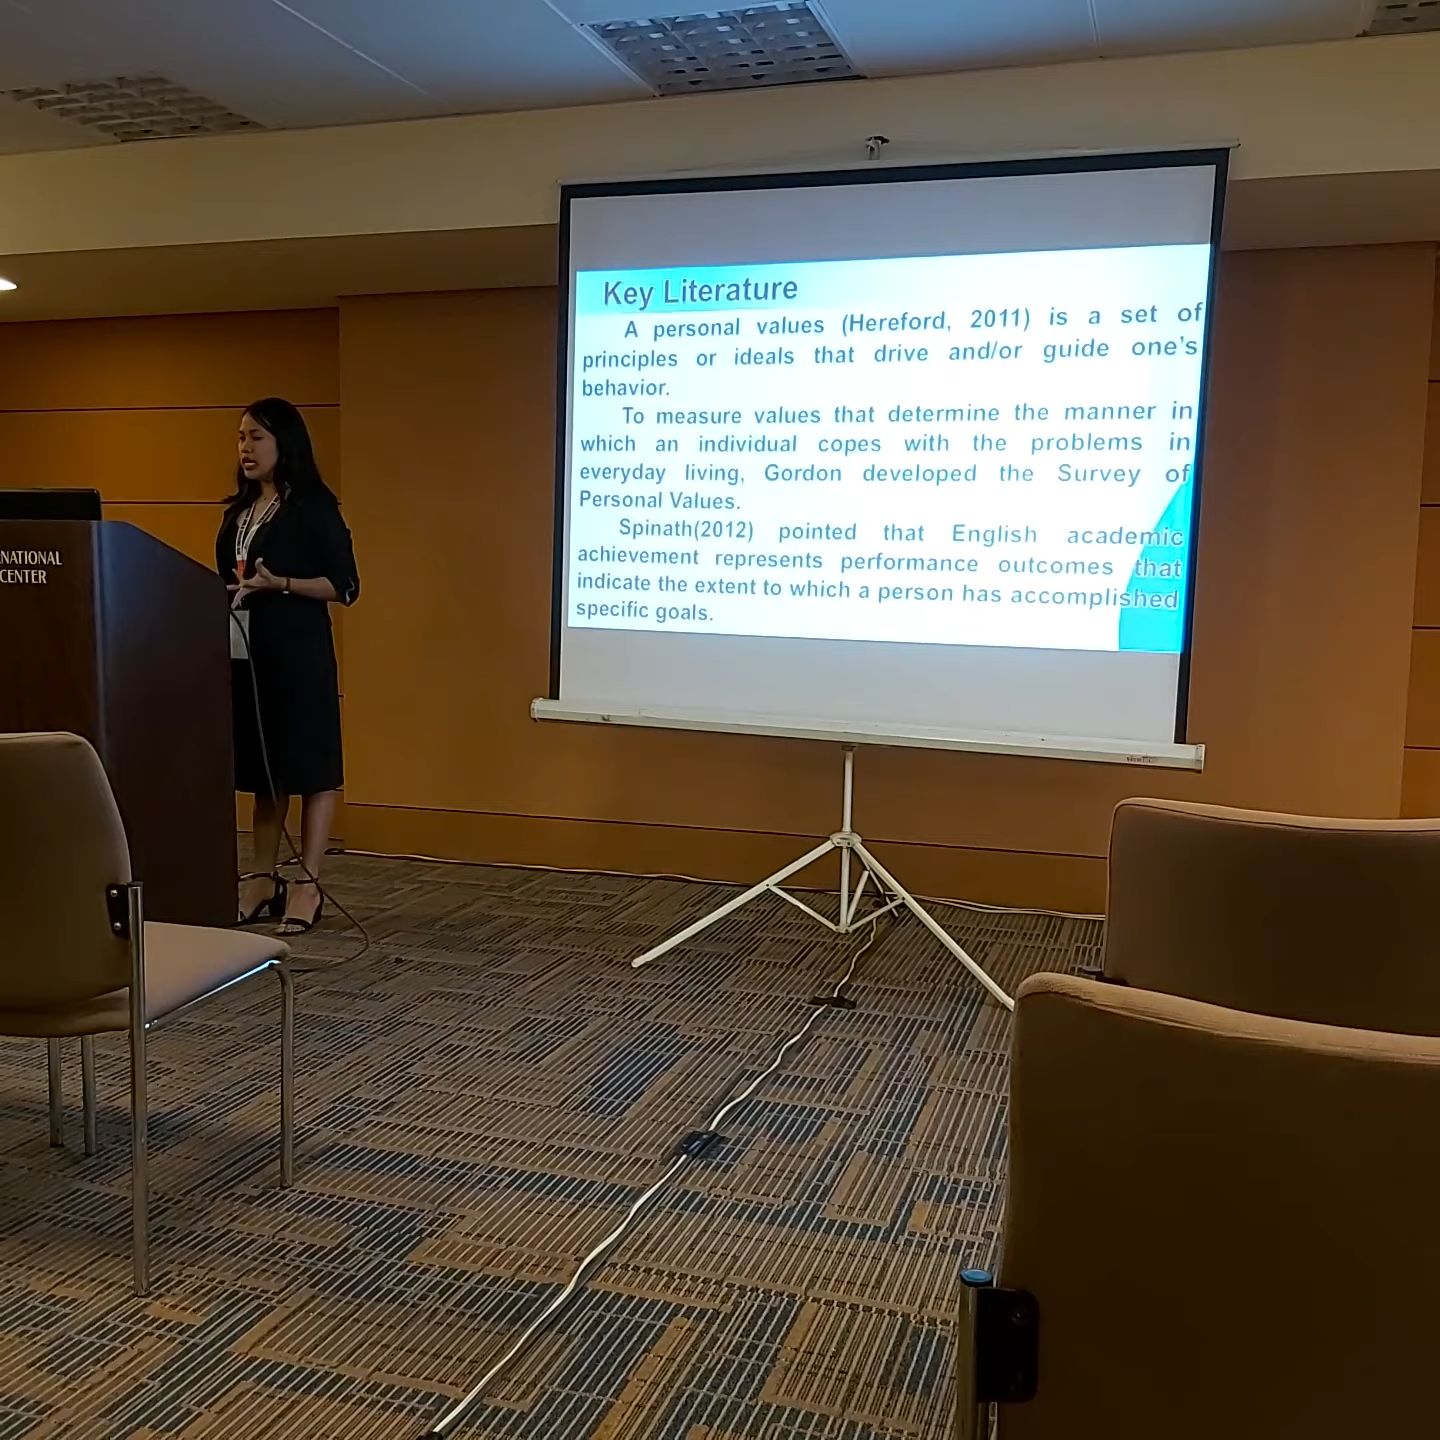 Key Literature
A personal values (Hereford, 2011) is a set of
principles or ideals that drive and/or guide one's
behavior.
To measure values that determine the manner in
which an individual copes with the problems in
everyday living, Gordon developed the Survey of
Personal Values.
Spinath(2012) pointed that English academic
achievement represents performance outcomes that
indicate the extent to which a person has accomplished
specific goals.
NATIONAL
CENTER